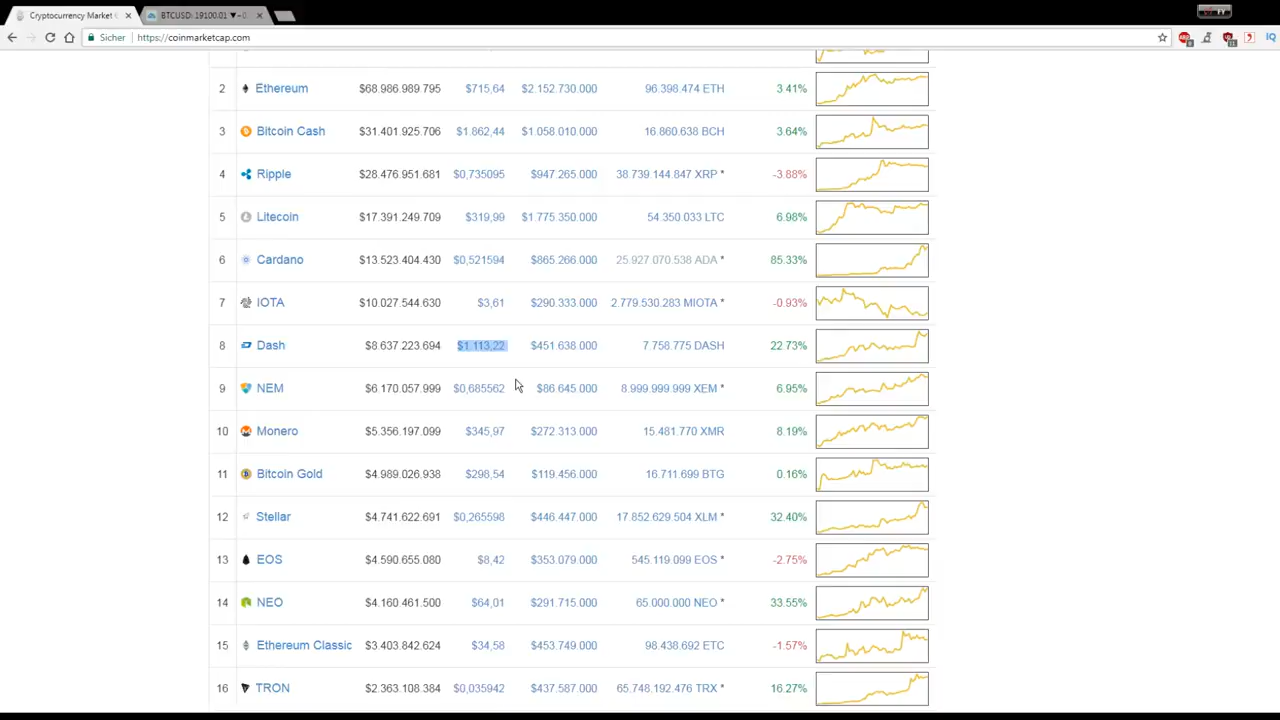 Cryptocurrency Market
BTCUSD: 19100.01 ▼−0.
Sicher https://coinmarketcap.com
2 Ethereum $68.986.989.795 $715,64 $2.152.730.000 96.398.474 ETH 3.41%
3 Bitcoin Cash $31.401.925.706 $1.862,44 $1.058.010.000 16.860.638 BCH 3.64%
4 Ripple $28.476.951.681 $0,735095 $947.265.000 38.739.144.847 XRP * -3.88%
5 Litecoin $17.391.249.709 $319,99 $1.775.350.000 54.350.033 LTC 6.98%
6 Cardano $13.523.404.430 $0,521594 $865.266.000 25.927.070.538 ADA * 85.33%
7 IOTA $10.027.544.630 $3,61 $290.333.000 2.779.530.283 MIOTA * -0.93%
8 Dash $8.637.223.694 $1.113,22 $451.638.000 7.758.775 DASH 22.73%
9 NEM $6.170.057.999 $0,685562 $86.645.000 8.999.999.999 XEM * 6.95%
10 Monero $5.356.197.099 $345,97 $272.313.000 15.481.770 XMR 8.19%
11 Bitcoin Gold $4.989.026.938 $298,54 $119.456.000 16.711.699 BTG 0.16%
12 Stellar $4.741.622.691 $0,265598 $446.447.000 17.852.629.504 XLM * 32.40%
13 EOS $4.590.655.080 $8,42 $353.079.000 545.119.099 EOS * -2.75%
14 NEO $4.160.461.500 $64,01 $291.715.000 65.000.000 NEO * 33.55%
15 Ethereum Classic $3.403.842.624 $34,58 $453.749.000 98.438.692 ETC -1.57%
16 TRON $2.363.108.384 $0,035942 $437.587.000 65.748.192.476 TRX * 16.27%